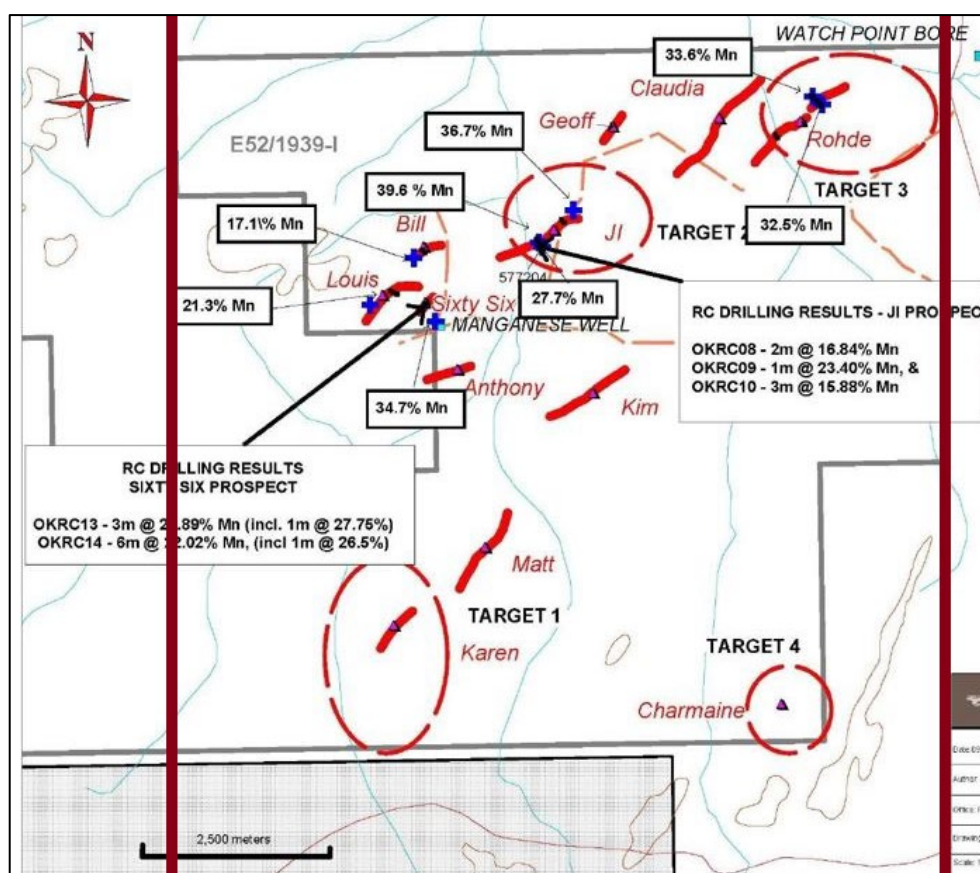 N
WATCH POINT BORE
33.6% Mn
Claudia
Geoff
E52/1939-I
36.7% Mn
Rohde
TARGET 3
39.6 % Mn
Bill
17.1\% Mn
JI
TARGET 2
32.5% Mn
Louis
577204
21.3% Mn
Sixty Six
27.7% Mn
MANGANESE WELL
RC DRILLING RESULTS - JI PROSPEC
OKRC08 - 2m @ 16.84% Mn
OKRC09 - 1m @ 23.40% Mn, &
OKRC10 - 3m @ 15.88% Mn
Anthony
34.7% Mn
Kim
RC DRILLING RESULTS
SIXTY SIX PROSPECT
OKRC13 - 3m @ .89% Mn (incl. 1m @ 27.75%)
OKRC14 - 6m @ .02% Mn, (incl 1m @ 26.5%)
Matt
TARGET 1
Karen
TARGET 4
Charmaine
2,500 meters
Author
Drawing
Scale